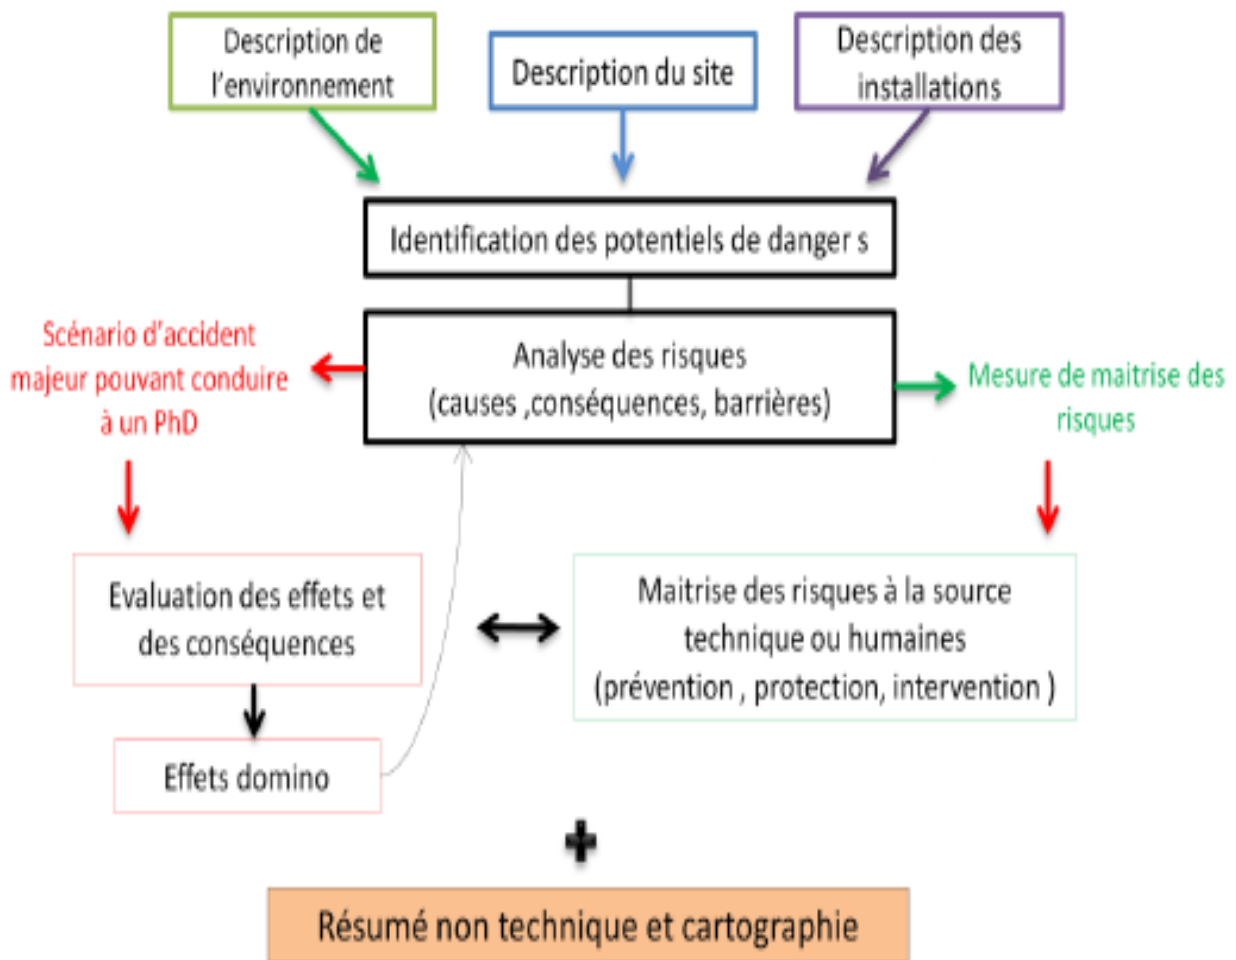 Description de
l'environnement
Description du site
Description des
installations
Identification des potentiels de danger s
Analyse des risques
(causes ,conséquences, barrières)
Scénario d'accident
majeur pouvant conduire
à un PhD
Mesure de maitrise des
risques
Evaluation des effets et
des conséquences
Maitrise des risques à la source
technique ou humaines
(prévention , protection, intervention )
Effets domino
+
Résumé non technique et cartographie